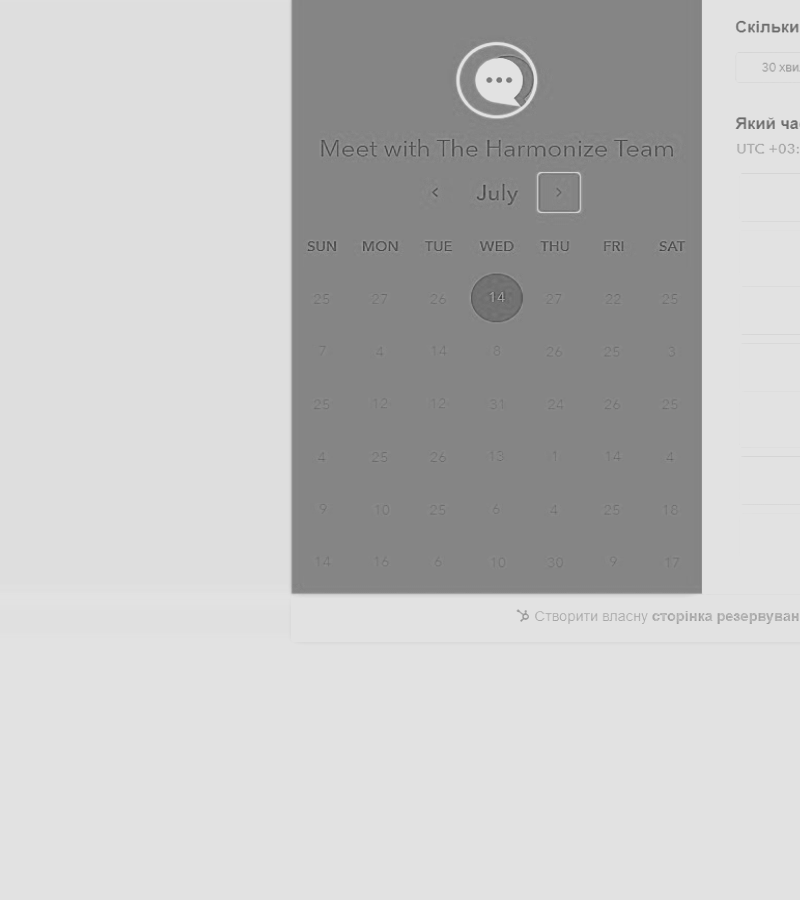 Meet with The Harmonize Team
July
SUN MON TUE WED THU FRI SAT
25 27 26 14 27 22 25
7 4 14 8 26 25 3
25 12 12 31 24 26 25
4 25 26 13 1 14 4
9 10 25 6 4 25 18
14 16 6 10 30 9 17
Скільки
30 хви
Який ча
UTC +03:
Створити власну сторінка резервуван